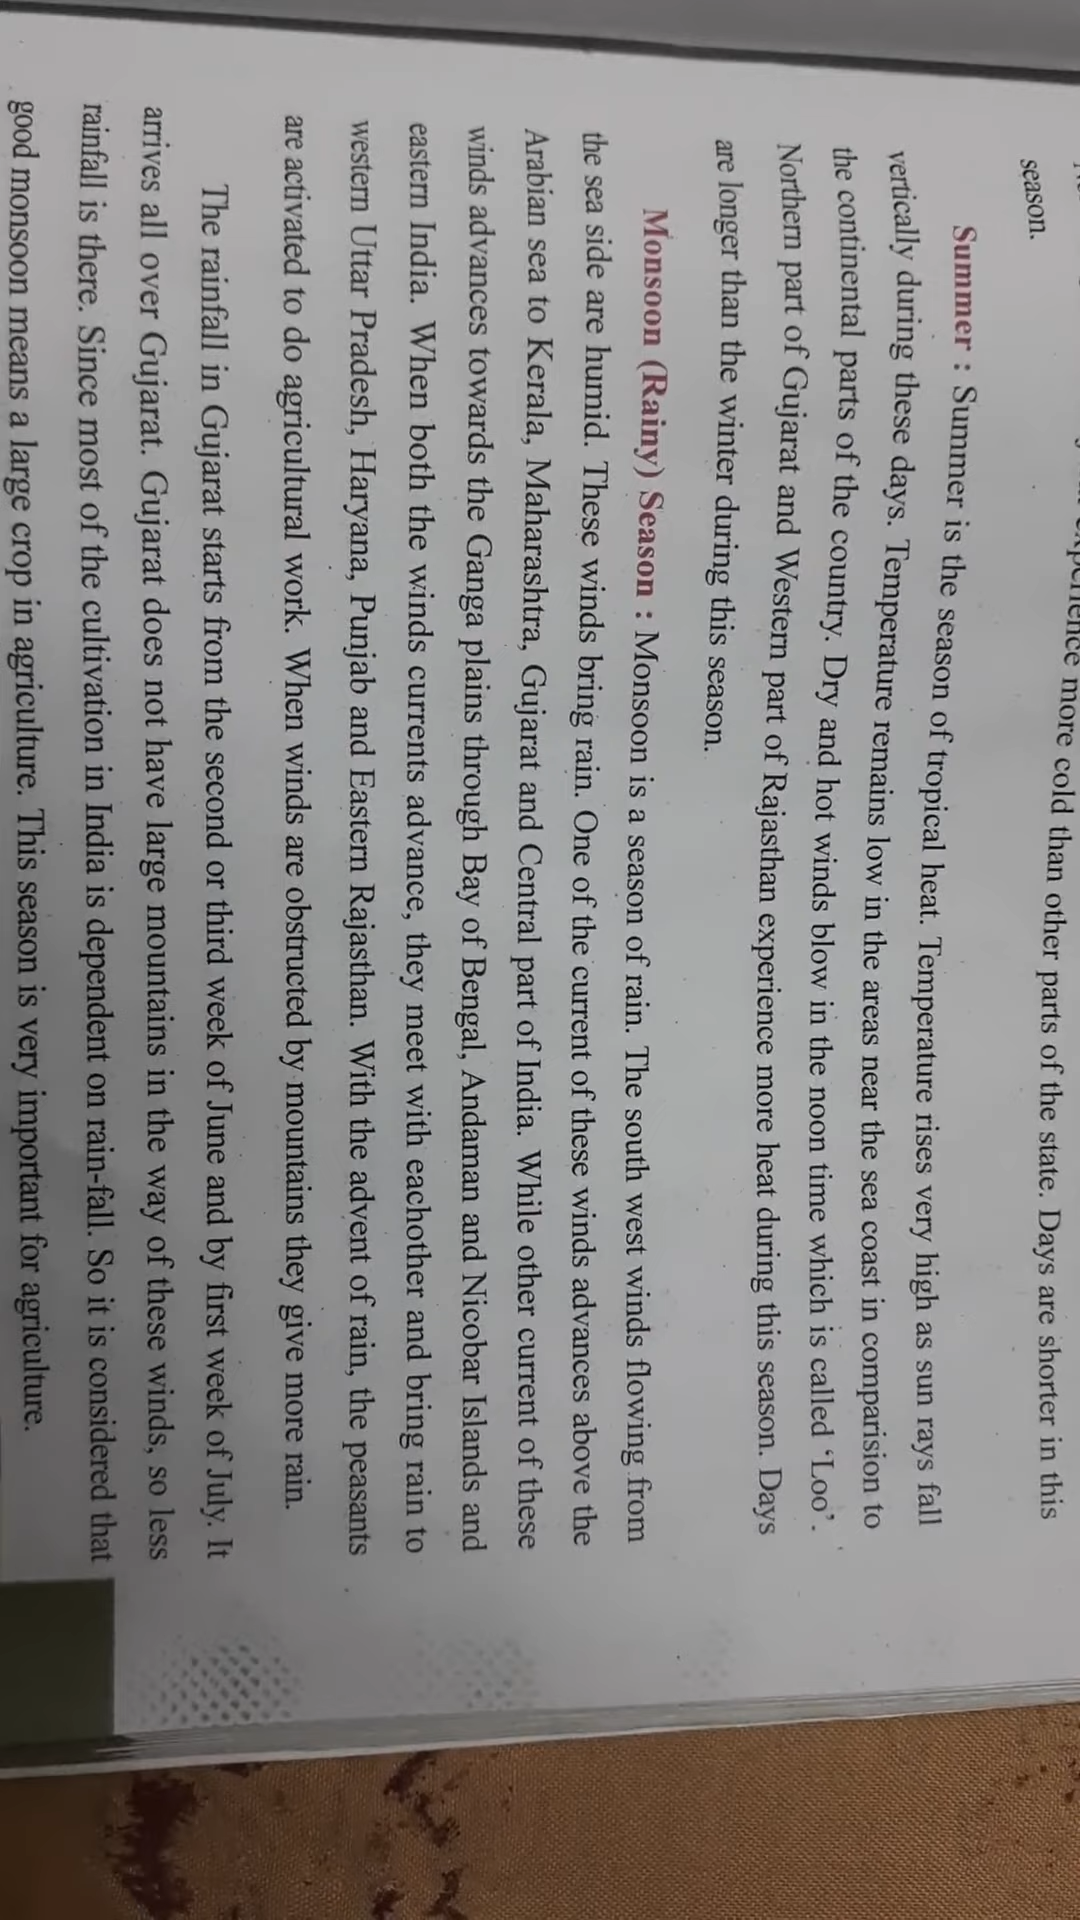 more cold than other parts of the state. Days are shorter in this
season.
Summer : Summer is the season of tropical heat. Temperature rises very high as sun rays fall
vertically during these days. Temperature remains low in the areas near the sea coast in comparision to
the continental parts of the country. Dry and hot winds blow in the noon time which is called ‘Loo’.
Northern part of Gujarat and Western part of Rajasthan experience more heat during this season. Days
are longer than the winter during this season.
Monsoon (Rainy) Season : Monsoon is a season of rain. The south west winds flowing from
the sea side are humid. These winds bring rain. One of the current of these winds advances above the
Arabian sea to Kerala, Maharashtra, Gujarat and Central part of India. While other current of these
winds advances towards the Ganga plains through Bay of Bengal, Andaman and Nicobar Islands and
eastern India. When both the winds currents advance, they meet with eachother and bring rain to
western Uttar Pradesh, Haryana, Punjab and Eastern Rajasthan. With the advent of rain, the peasants
are activated to do agricultural work. When winds are obstructed by mountains they give more rain.
The rainfall in Gujarat starts from the second or third week of June and by first week of July. It
arrives all over Gujarat. Gujarat does not have large mountains in the way of these winds, so less
rainfall is there. Since most of the cultivation in India is dependent on rain-fall. So it is considered that
good monsoon means a large crop in agriculture. This season is very important for agriculture.